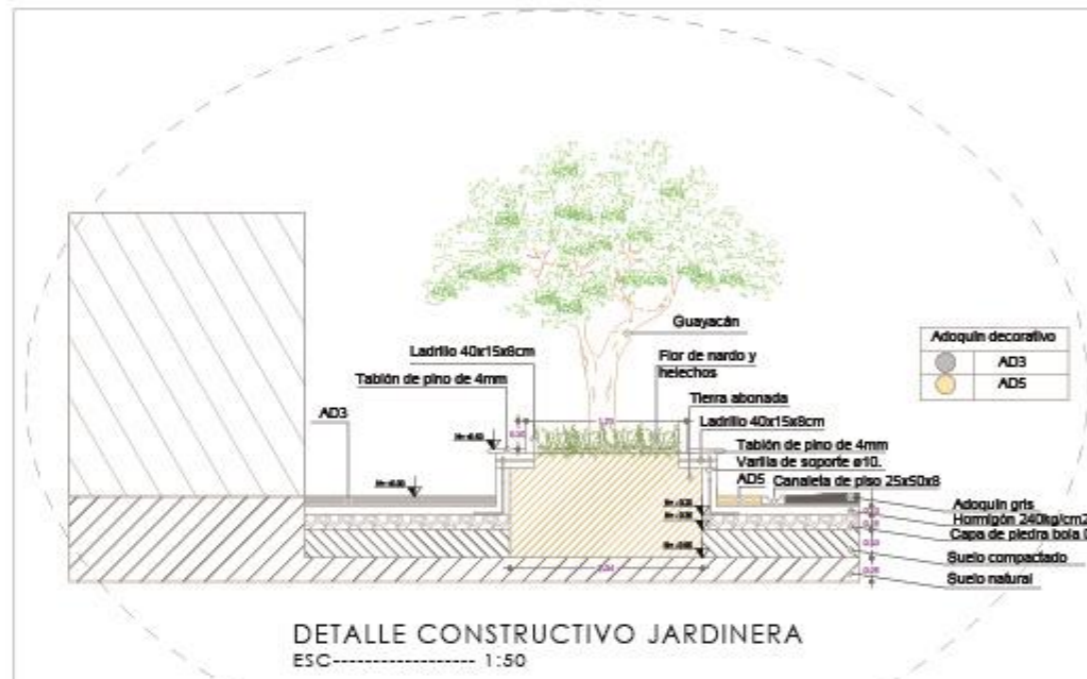 Guayacán
Ladrillo 40x15x8cm
Flor de nardo y
helechos
Tablón de pino de 4mm
Tierra abonada
AD3
Ladrillo 40x15x8cm
Tablón de pino de 4mm
Varilla de soporte ø10.
AD5
Canaleta de piso 25x50x8
Adoquín gris
Hormigón 240kg/cm2
Capa de piedra bola
Suelo compactado
Suelo natural
Adoquín decorativo
AD3
AD5
DETALLE CONSTRUCTIVO JARDINERA
ESC------------------ 1:50